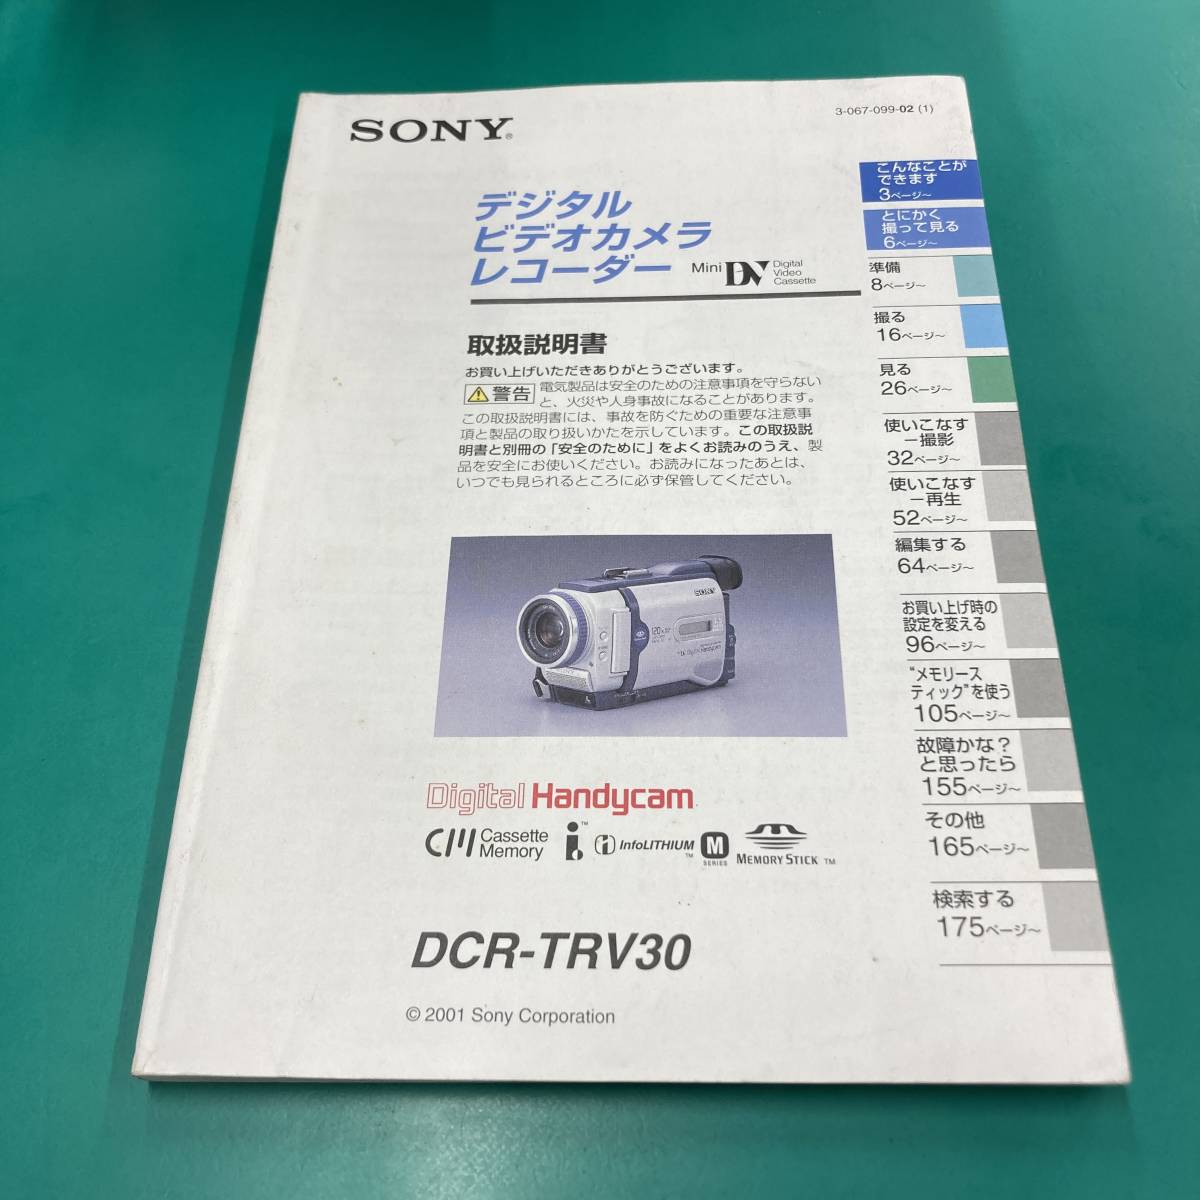 SONY®
3-067-099-02 (1)
デジタル
ビデオカメラ
レコーダー
Mini DV Digital Video Cassette
取扱説明書
お買い上げいただきありがとうございます。
警告 電気製品は安全のための注意事項を守らない
と、火災や人身事故になることがあります。
この取扱説明書には、事故を防ぐための重要な注意事
項と製品の取り扱いかたを示しています。この取扱説
明書と別冊の「安全のために」をよくお読みのうえ、製
品を安全にお使いください。お読みになったあとは、
いつでも見られるところに必ず保管してください。
こんなことが
できます
3ページ~
とにかく
撮って見る
6ページ~
準備
8ページ~
撮る
16ページ~
見る
26ページ~
使いこなす
−撮影
32ページ~
使いこなす
−再生
52ページ~
編集する
64ページ~
お買い上げ時の
設定を変える
96ページ~
“メモリース
ティック”を使う
105ページ~
故障かな?
と思ったら
155ページ~
その他
165ページ~
検索する
175ページ~
SONY
120x
Digital Handycam
Digital Handycam
CM Cassette Memory
i ™
InfoLITHIUM ™
M SERIES
MEMORY STICK ™
DCR-TRV30
© 2001 Sony Corporation